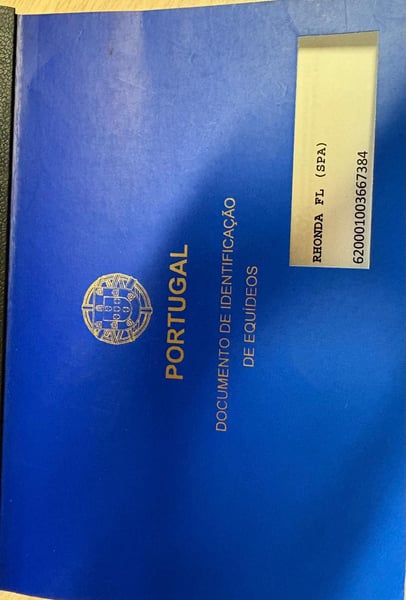 PORTUGAL
DOCUMENTO DE IDENTIFICAÇÃO
DE EQUÍDEOS
RHONDA FL (SPA)
620001003667384